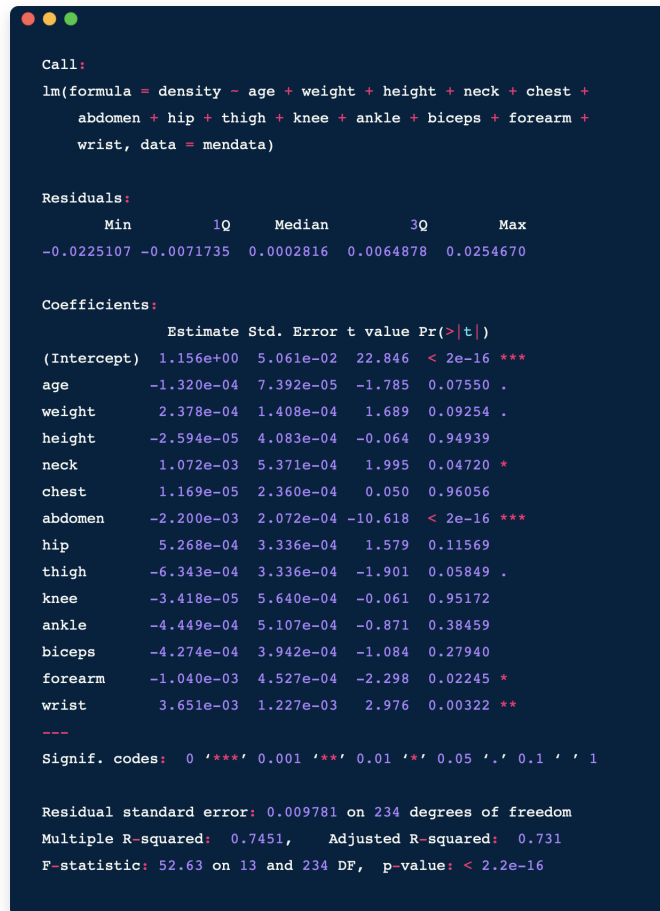 Call:
lm(formula = density ~ age + weight + height + neck + chest +
    abdomen + hip + thigh + knee + ankle + biceps + forearm +
    wrist, data = mendata)

Residuals:
       Min         1Q     Median         3Q        Max
-0.0225107 -0.0071735  0.0002816  0.0064878  0.0254670

Coefficients:
              Estimate Std. Error t value Pr(>|t|)
(Intercept)  1.156e+00  5.061e-02  22.846  < 2e-16 ***
age         -1.320e-04  7.392e-05  -1.785  0.07550 .
weight       2.378e-04  1.408e-04   1.689  0.09254 .
height      -2.594e-05  4.083e-04  -0.064  0.94939
neck         1.072e-03  5.371e-04   1.995  0.04720 *
chest        1.169e-05  2.360e-04   0.050  0.96056
abdomen     -2.200e-03  2.072e-04 -10.618  < 2e-16 ***
hip          5.268e-04  3.336e-04   1.579  0.11569
thigh       -6.343e-04  3.336e-04  -1.901  0.05849 .
knee        -3.418e-05  5.640e-04  -0.061  0.95172
ankle       -4.449e-04  5.107e-04  -0.871  0.38459
biceps      -4.274e-04  3.942e-04  -1.084  0.27940
forearm     -1.040e-03  4.527e-04  -2.298  0.02245 *
wrist        3.651e-03  1.227e-03   2.976  0.00322 **
---
Signif. codes:  0 ‘***’ 0.001 ‘**’ 0.01 ‘*’ 0.05 ‘.’ 0.1 ‘ ’ 1

Residual standard error: 0.009781 on 234 degrees of freedom
Multiple R-squared:  0.7451,    Adjusted R-squared:  0.731
F-statistic: 52.63 on 13 and 234 DF,  p-value: < 2.2e-16